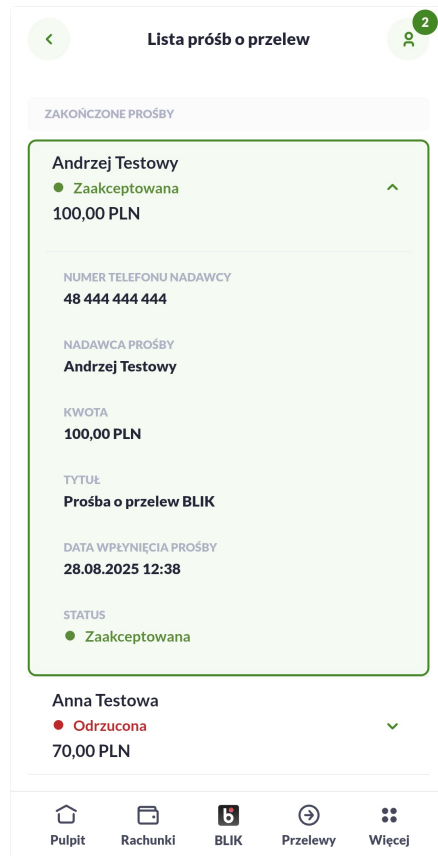 2
Lista próśb o przelew
ZAKOŃCZONE PROŚBY
Andrzej Testowy
Zaakceptowana
100,00 PLN
NUMER TELEFONU NADAWCY
48 444 444 444
NADAWCA PROŚBY
Andrzej Testowy
KWOTA
100,00 PLN
TYTUŁ
Prośba o przelew BLIK
DATA WPŁYNIĘCIA PROŚBY
28.08.2025 12:38
STATUS
Zaakceptowana
Anna Testowa
Odrzucona
70,00 PLN
Pulpit Rachunki BLIK Przelewy Więcej